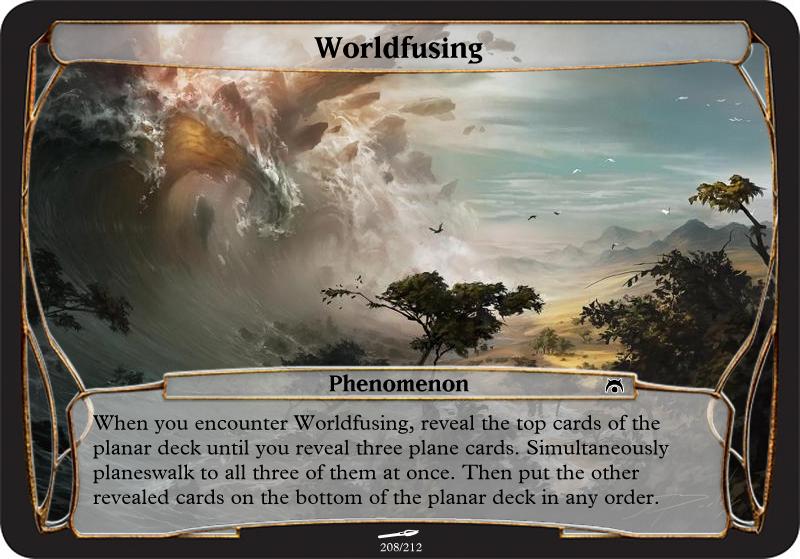 Worldfusing
Phenomenon
When you encounter Worldfusing, reveal the top cards of the
planar deck until you reveal three plane cards. Simultaneously
planeswalk to all three of them at once. Then put the other
revealed cards on the bottom of the planar deck in any order.
208/212